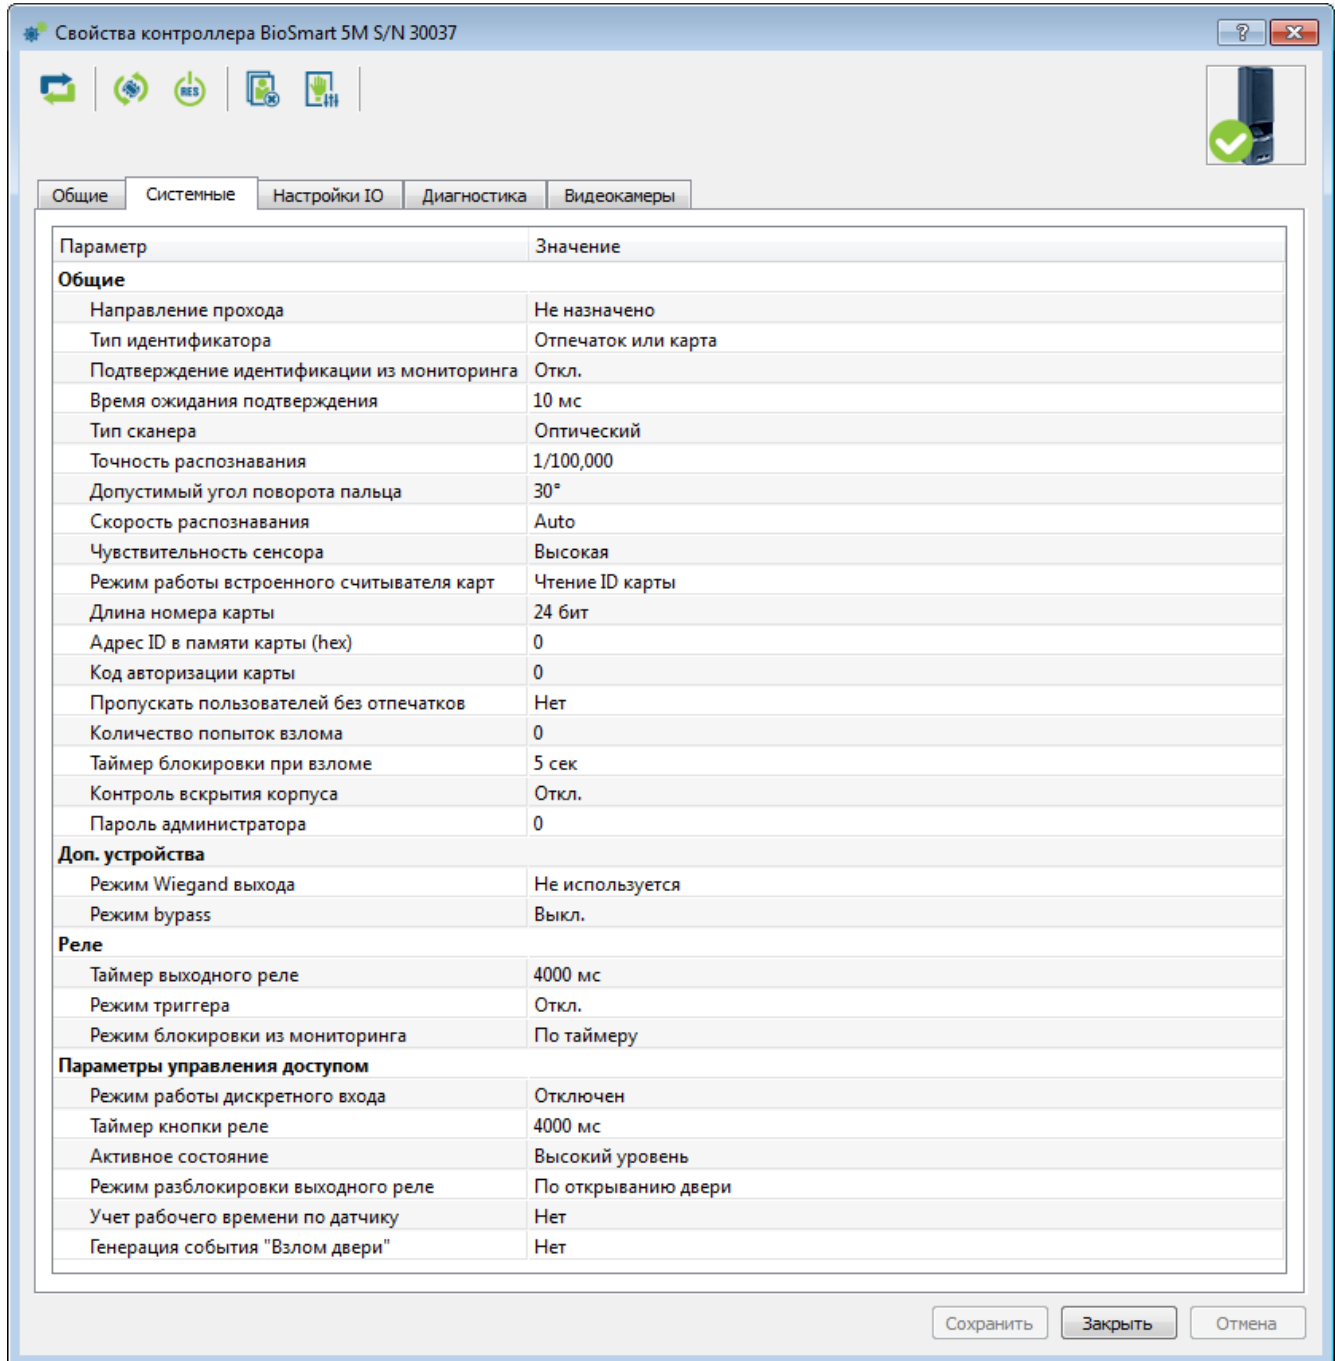 Свойства контроллера BioSmart 5M S/N 30037
?
RES
Общие Системные Настройки IO Диагностика Видеокамеры
Параметр Значение
Общие
Направление прохода Не назначено
Тип идентификатора Отпечаток или карта
Подтверждение идентификации из мониторинга Откл.
Время ожидания подтверждения 10 мс
Тип сканера Оптический
Точность распознавания 1/100,000
Допустимый угол поворота пальца 30°
Скорость распознавания Auto
Чувствительность сенсора Высокая
Режим работы встроенного считывателя карт Чтение ID карты
Длина номера карты 24 бит
Адрес ID в памяти карты (hex) 0
Код авторизации карты 0
Пропускать пользователей без отпечатков Нет
Количество попыток взлома 0
Таймер блокировки при взломе 5 сек
Контроль вскрытия корпуса Откл.
Пароль администратора 0
Доп. устройства
Режим Wiegand выхода Не используется
Режим bypass Выкл.
Реле
Таймер выходного реле 4000 мс
Режим триггера Откл.
Режим блокировки из мониторинга По таймеру
Параметры управления доступом
Режим работы дискретного входа Отключен
Таймер кнопки реле 4000 мс
Активное состояние Высокий уровень
Режим разблокировки выходного реле По открыванию двери
Учет рабочего времени по датчику Нет
Генерация события "Взлом двери" Нет
Сохранить Закрыть Отмена